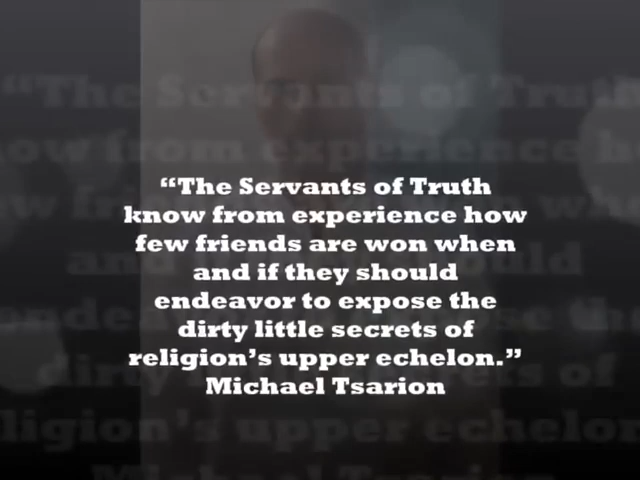 “The Servants of Truth
know from experience how
few friends are won when
and if they should
endeavor to expose the
dirty little secrets of
religion’s upper echelon.”
Michael Tsarion